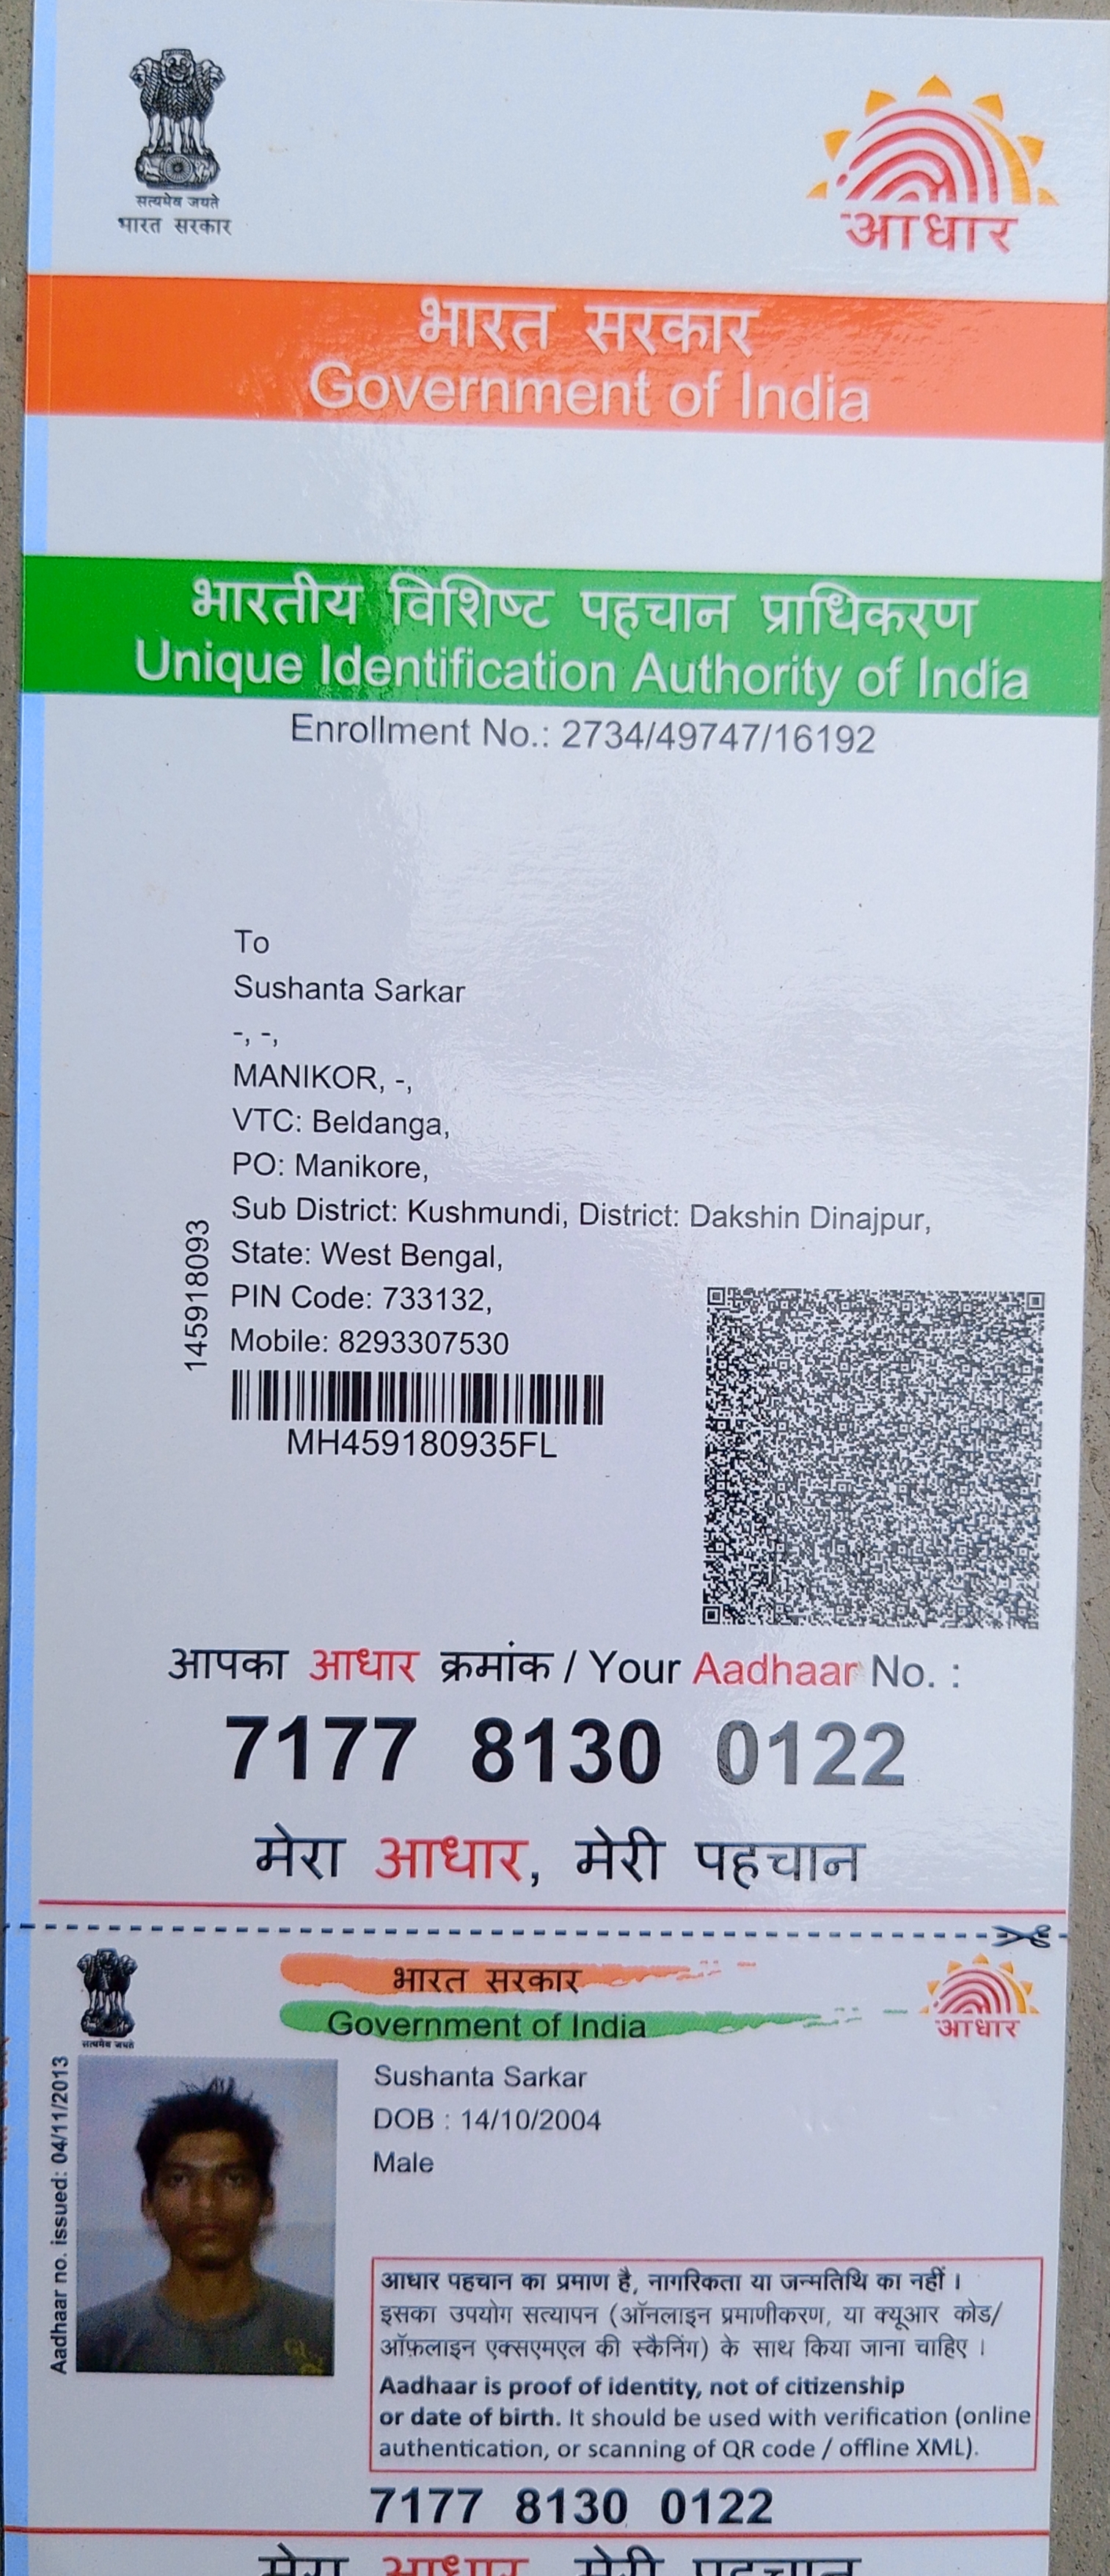 सत्यमेव जयते
भारत सरकार
आधार
भारत सरकार
Government of India
भारतीय विशिष्ट पहचान प्राधिकरण
Unique Identification Authority of India
Enrollment No.: 2734/49747/16192
To
Sushanta Sarkar
-, -,
MANIKOR, -,
VTC: Beldanga,
PO: Manikore,
Sub District: Kushmundi, District: Dakshin Dinajpur,
State: West Bengal,
PIN Code: 733132,
Mobile: 8293307530
145918093
MH459180935FL
आपका आधार क्रमांक / Your Aadhaar No. :
7177 8130 0122
मेरा आधार, मेरी पहचान
भारत सरकार
Government of India
सत्यमेव जयते
आधार
Aadhaar no. issued: 04/11/2013
Sushanta Sarkar
DOB : 14/10/2004
Male
आधार पहचान का प्रमाण है, नागरिकता या जन्मतिथि का नहीं ।
इसका उपयोग सत्यापन (ऑनलाइन प्रमाणीकरण, या क्यूआर कोड/
ऑफ़लाइन एक्सएमएल की स्कैनिंग) के साथ किया जाना चाहिए ।
Aadhaar is proof of identity, not of citizenship
or date of birth. It should be used with verification (online
authentication, or scanning of QR code / offline XML).
7177 8130 0122
मेरा आधार, मेरी पहचान